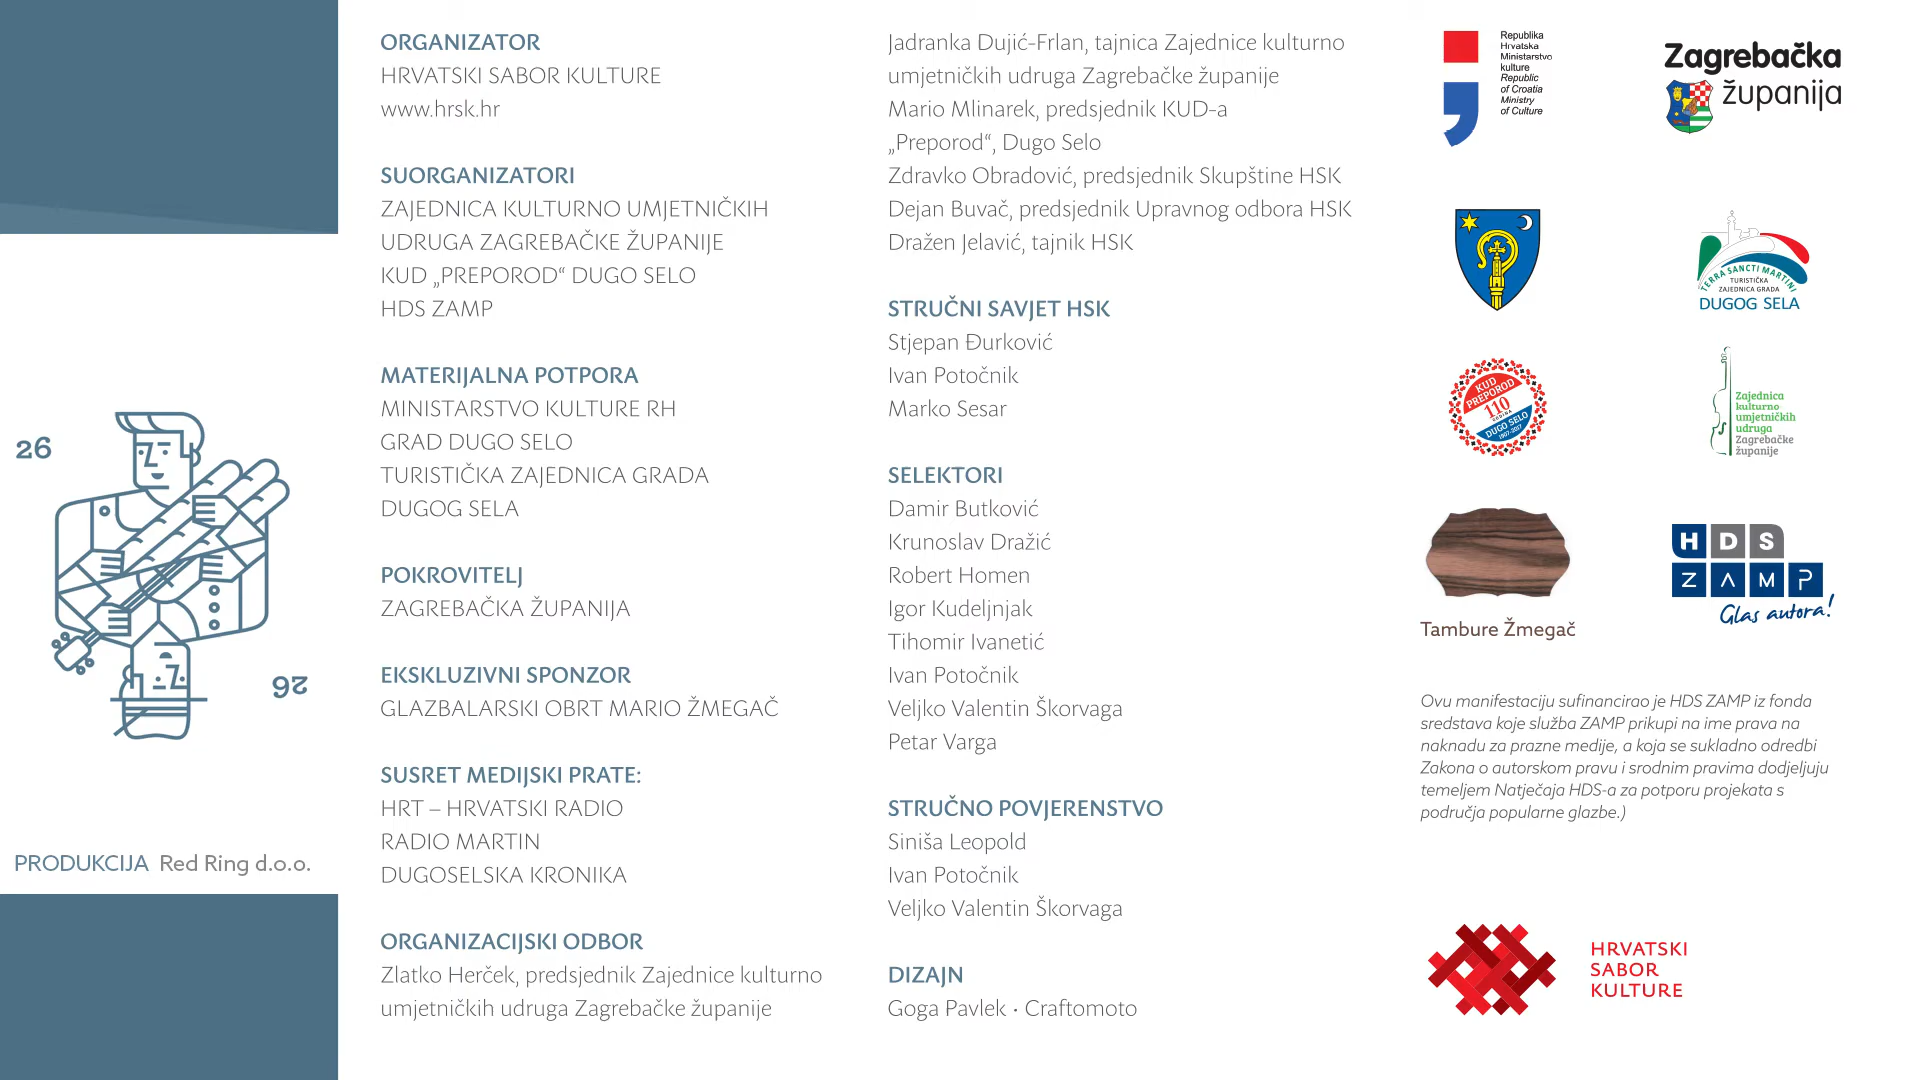 26
26
PRODUKCIJA Red Ring d.o.o.
ORGANIZATOR
HRVATSKI SABOR KULTURE
www.hrsk.hr
SUORGANIZATORI
ZAJEDNICA KULTURNO UMJETNIČKIH
UDRUGA ZAGREBAČKE ŽUPANIJE
KUD „PREPOROD“ DUGO SELO
HDS ZAMP
MATERIJALNA POTPORA
MINISTARSTVO KULTURE RH
GRAD DUGO SELO
TURISTIČKA ZAJEDNICA GRADA
DUGOG SELA
POKROVITELJ
ZAGREBAČKA ŽUPANIJA
EKSKLUZIVNI SPONZOR
GLAZBALARSKI OBRT MARIO ŽMEGAČ
SUSRET MEDIJSKI PRATE:
HRT – HRVATSKI RADIO
RADIO MARTIN
DUGOSELSKA KRONIKA
ORGANIZACIJSKI ODBOR
Zlatko Herček, predsjednik Zajednice kulturno
umjetničkih udruga Zagrebačke županije
Jadranka Dujić-Frlan, tajnica Zajednice kulturno
umjetničkih udruga Zagrebačke županije
Mario Mlinarek, predsjednik KUD-a
„Preporod“, Dugo Selo
Zdravko Obradović, predsjednik Skupštine HSK
Dejan Buvač, predsjednik Upravnog odbora HSK
Dražen Jelavić, tajnik HSK
STRUČNI SAVJET HSK
Stjepan Đurković
Ivan Potočnik
Marko Sesar
SELEKTORI
Damir Butković
Krunoslav Dražić
Robert Homen
Igor Kudeljnjak
Tihomir Ivanetić
Ivan Potočnik
Veljko Valentin Škorvaga
Petar Varga
STRUČNO POVJERENSTVO
Siniša Leopold
Ivan Potočnik
Veljko Valentin Škorvaga
DIZAJN
Goga Pavlek • Craftomoto
Republika
Hrvatska
Ministarstvo
kulture
Republic
of Croatia
Ministry
of Culture
Zagrebačka
županija
TERRA SANCTI MARTINI
TURISTIČKA
ZAJEDNICA GRADA
DUGOG SELA
KUD
PREPOROD
110
GODINA
DUGO SELO
1907-2017
Zajednica
kulturno
umjetničkih
udruga
Zagrebačke
županije
Tambure Žmegač
HDS
ZAMP
Glas autora!
Ovu manifestaciju sufinancirao je HDS ZAMP iz fonda
sredstava koje služba ZAMP prikupi na ime prava na
naknadu za prazne medije, a koja se sukladno odredbi
Zakona o autorskom pravu i srodnim pravima dodjeljuju
temeljem Natječaja HDS-a za potporu projekata s
područja popularne glazbe.)
HRVATSKI
SABOR
KULTURE